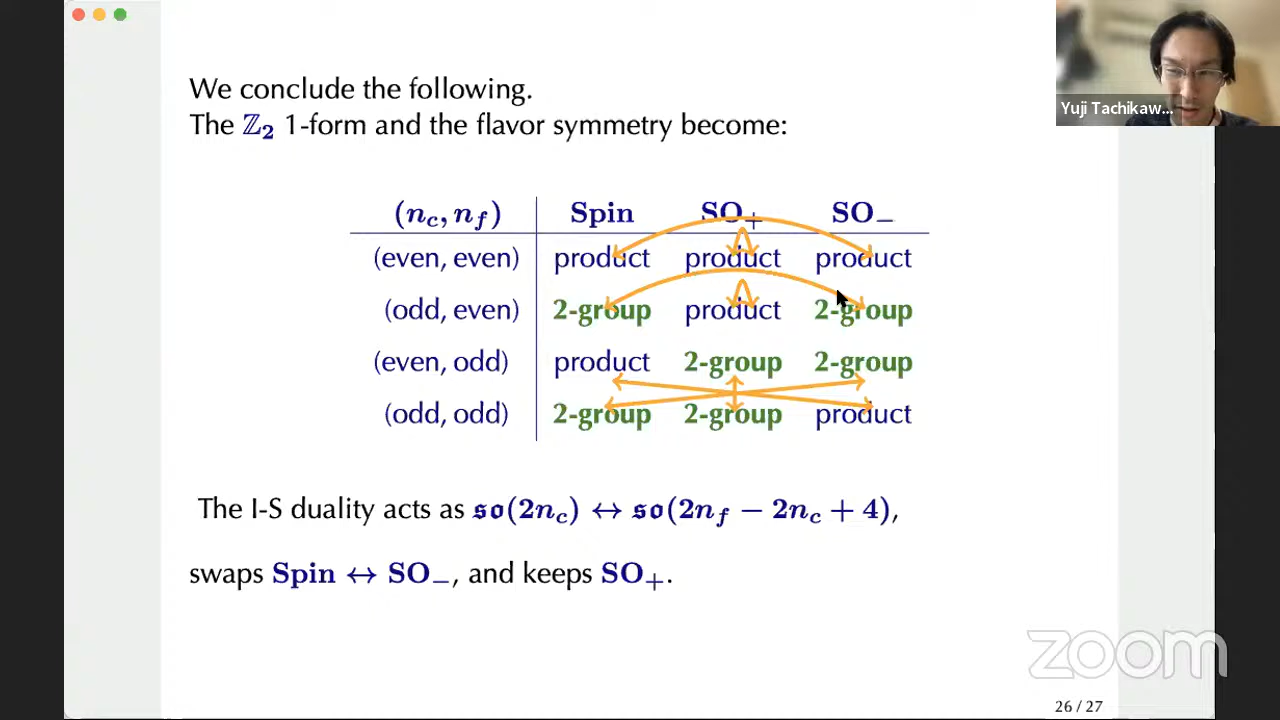 Yuji Tachikaw...
We conclude the following.
The ℤ₂ 1-form and the flavor symmetry become:
(n_c, n_f) Spin SO₊ SO₋
(even, even) product product product
(odd, even) 2-group product 2-group
(even, odd) product 2-group 2-group
(odd, odd) 2-group 2-group product
The I-S duality acts as 𝔰𝔬(2n_c) ↔ 𝔰𝔬(2n_f − 2n_c + 4),
swaps Spin ↔ SO₋, and keeps SO₊.
zoom
26 / 27